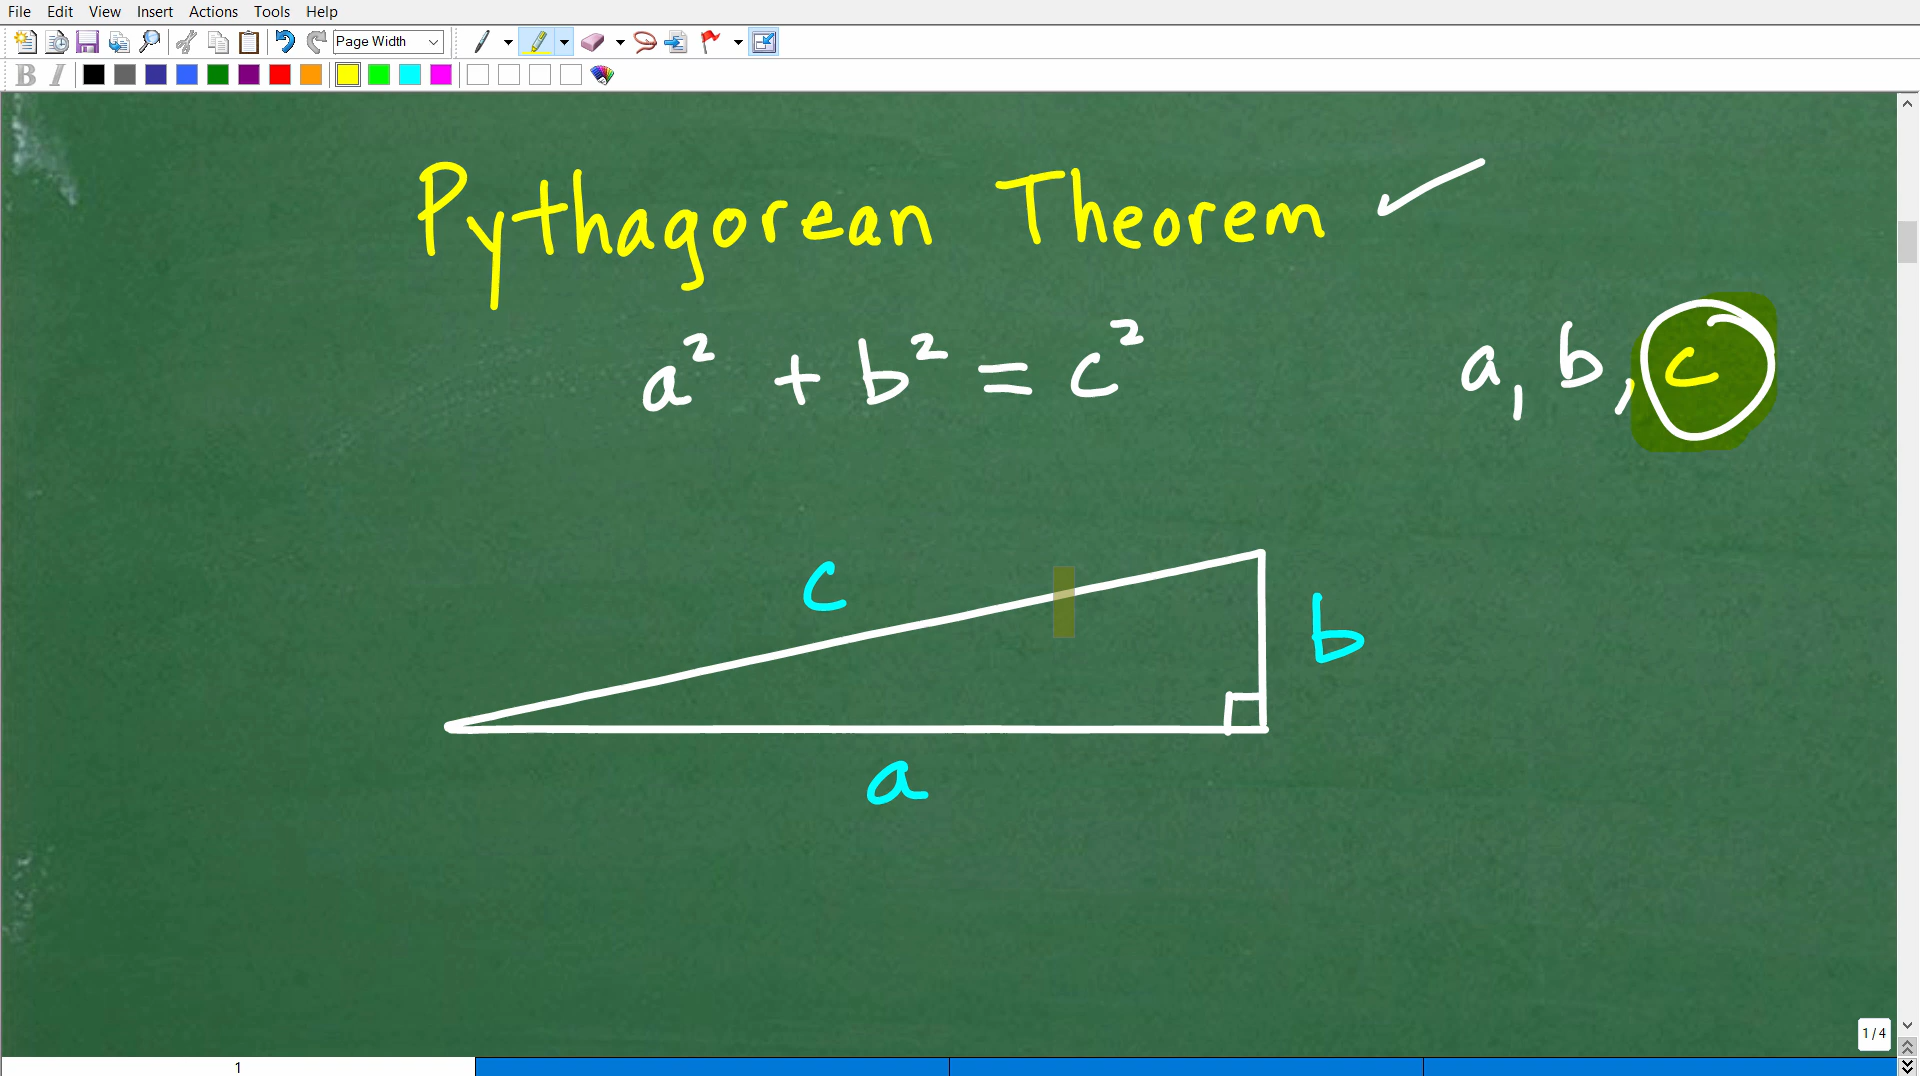 File Edit View Insert Actions Tools Help
Page Width
B I
Pythagorean Theorem
a² + b² = c²
a, b, c
c
b
a
1 / 4
1